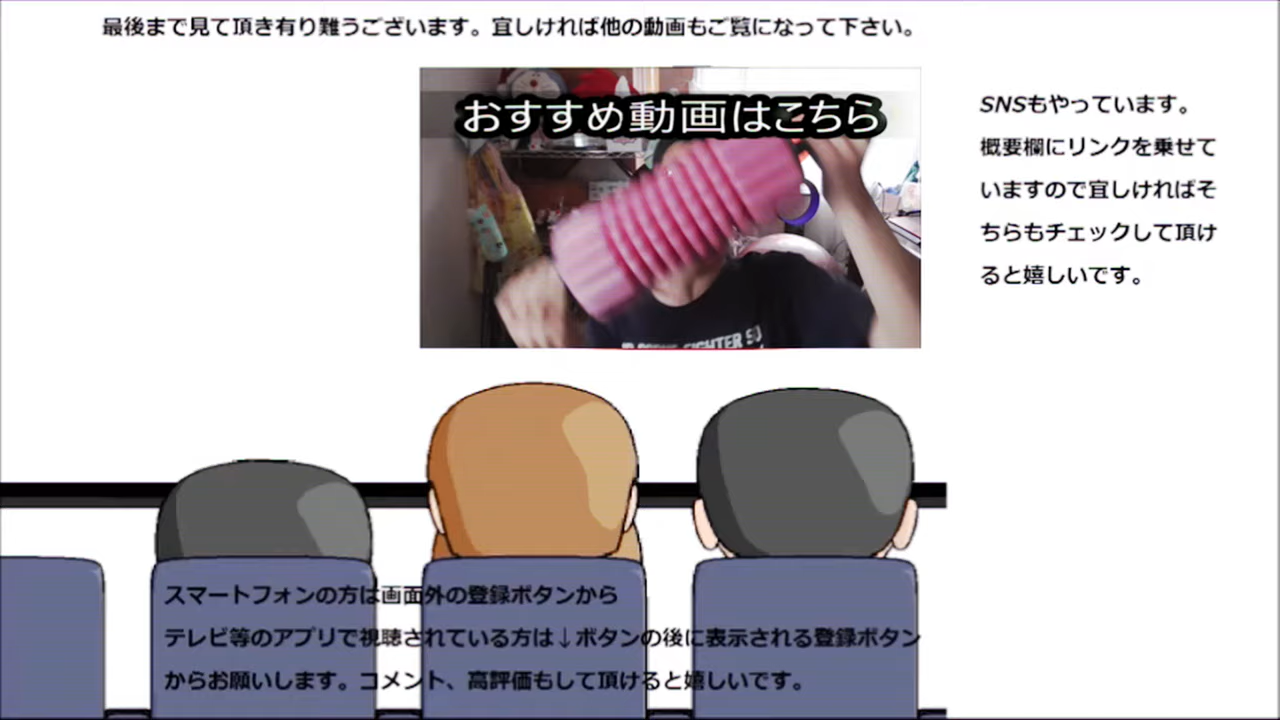 最後まで見て頂き有り難うございます。宜しければ他の動画もご覧になって下さい。
おすすめ動画はこちら
SNSもやっています。
概要欄にリンクを乗せて
いますので宜しければそ
ちらもチェックして頂け
ると嬉しいです。
FIGHTER
スマートフォンの方は画面外の登録ボタンから
テレビ等のアプリで視聴されている方は↓ボタンの後に表示される登録ボタン
からお願いします。コメント、高評価もして頂けると嬉しいです。